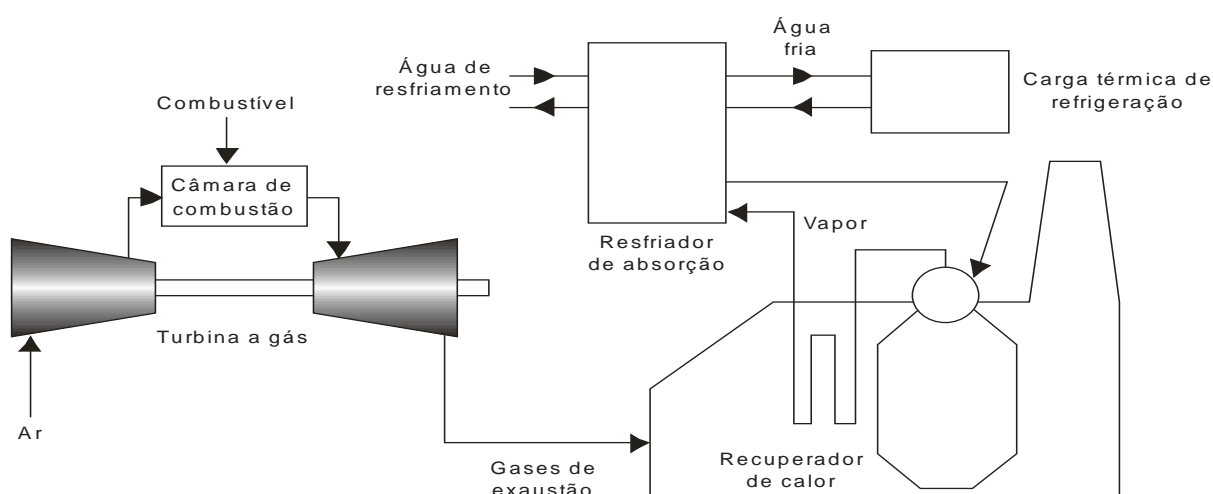 Água
fria
Água de
resfriamento
Carga térmica de
refrigeração
Combustível
Câmara de
combustão
Vapor
Resfriador
de absorção
Turbina a gás
Ar
Recuperador
de calor
Gases de
exaustão